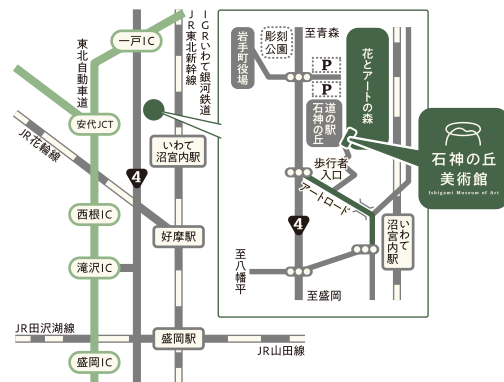 一戸IC
東北自動車道
JR東北新幹線
IGRいわて銀河鉄道
安代JCT
JR花輪線
いわて
沼宮内駅
4
西根IC
好摩駅
滝沢IC
JR田沢湖線
盛岡駅
JR山田線
盛岡IC
至青森
岩手町役場
彫刻
公園
P
P
花とアートの森
道の駅
石神の丘
歩行者
入口
アートロード
4
いわて
沼宮内駅
至八幡平
至盛岡
石神の丘
美術館
Ishigami Museum of Art